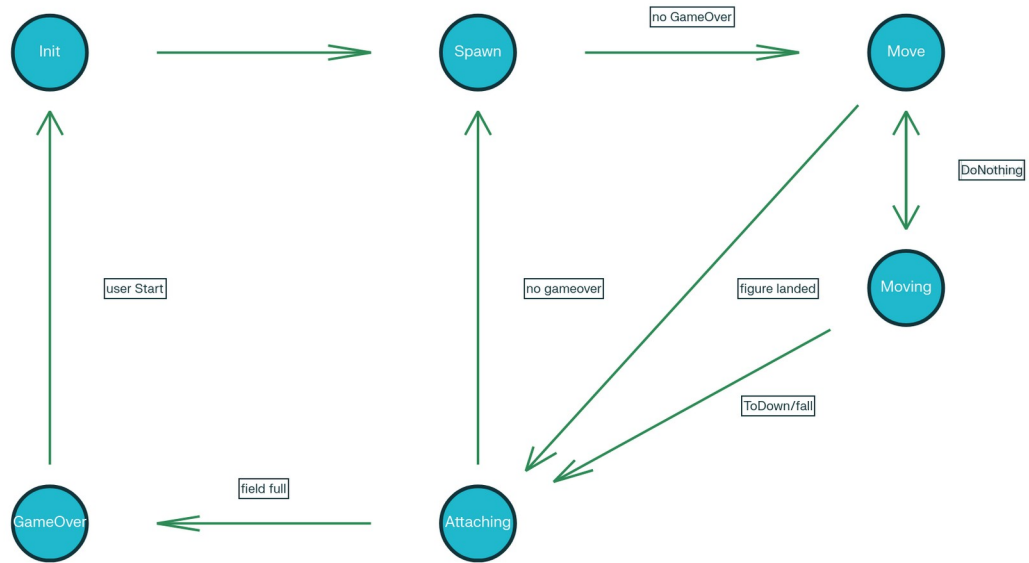 no GameOver
Init
Spawn
Move
DoNothing
user Start
no gameover
figure landed
Moving
ToDown/fall
field full
GameOver
Attaching